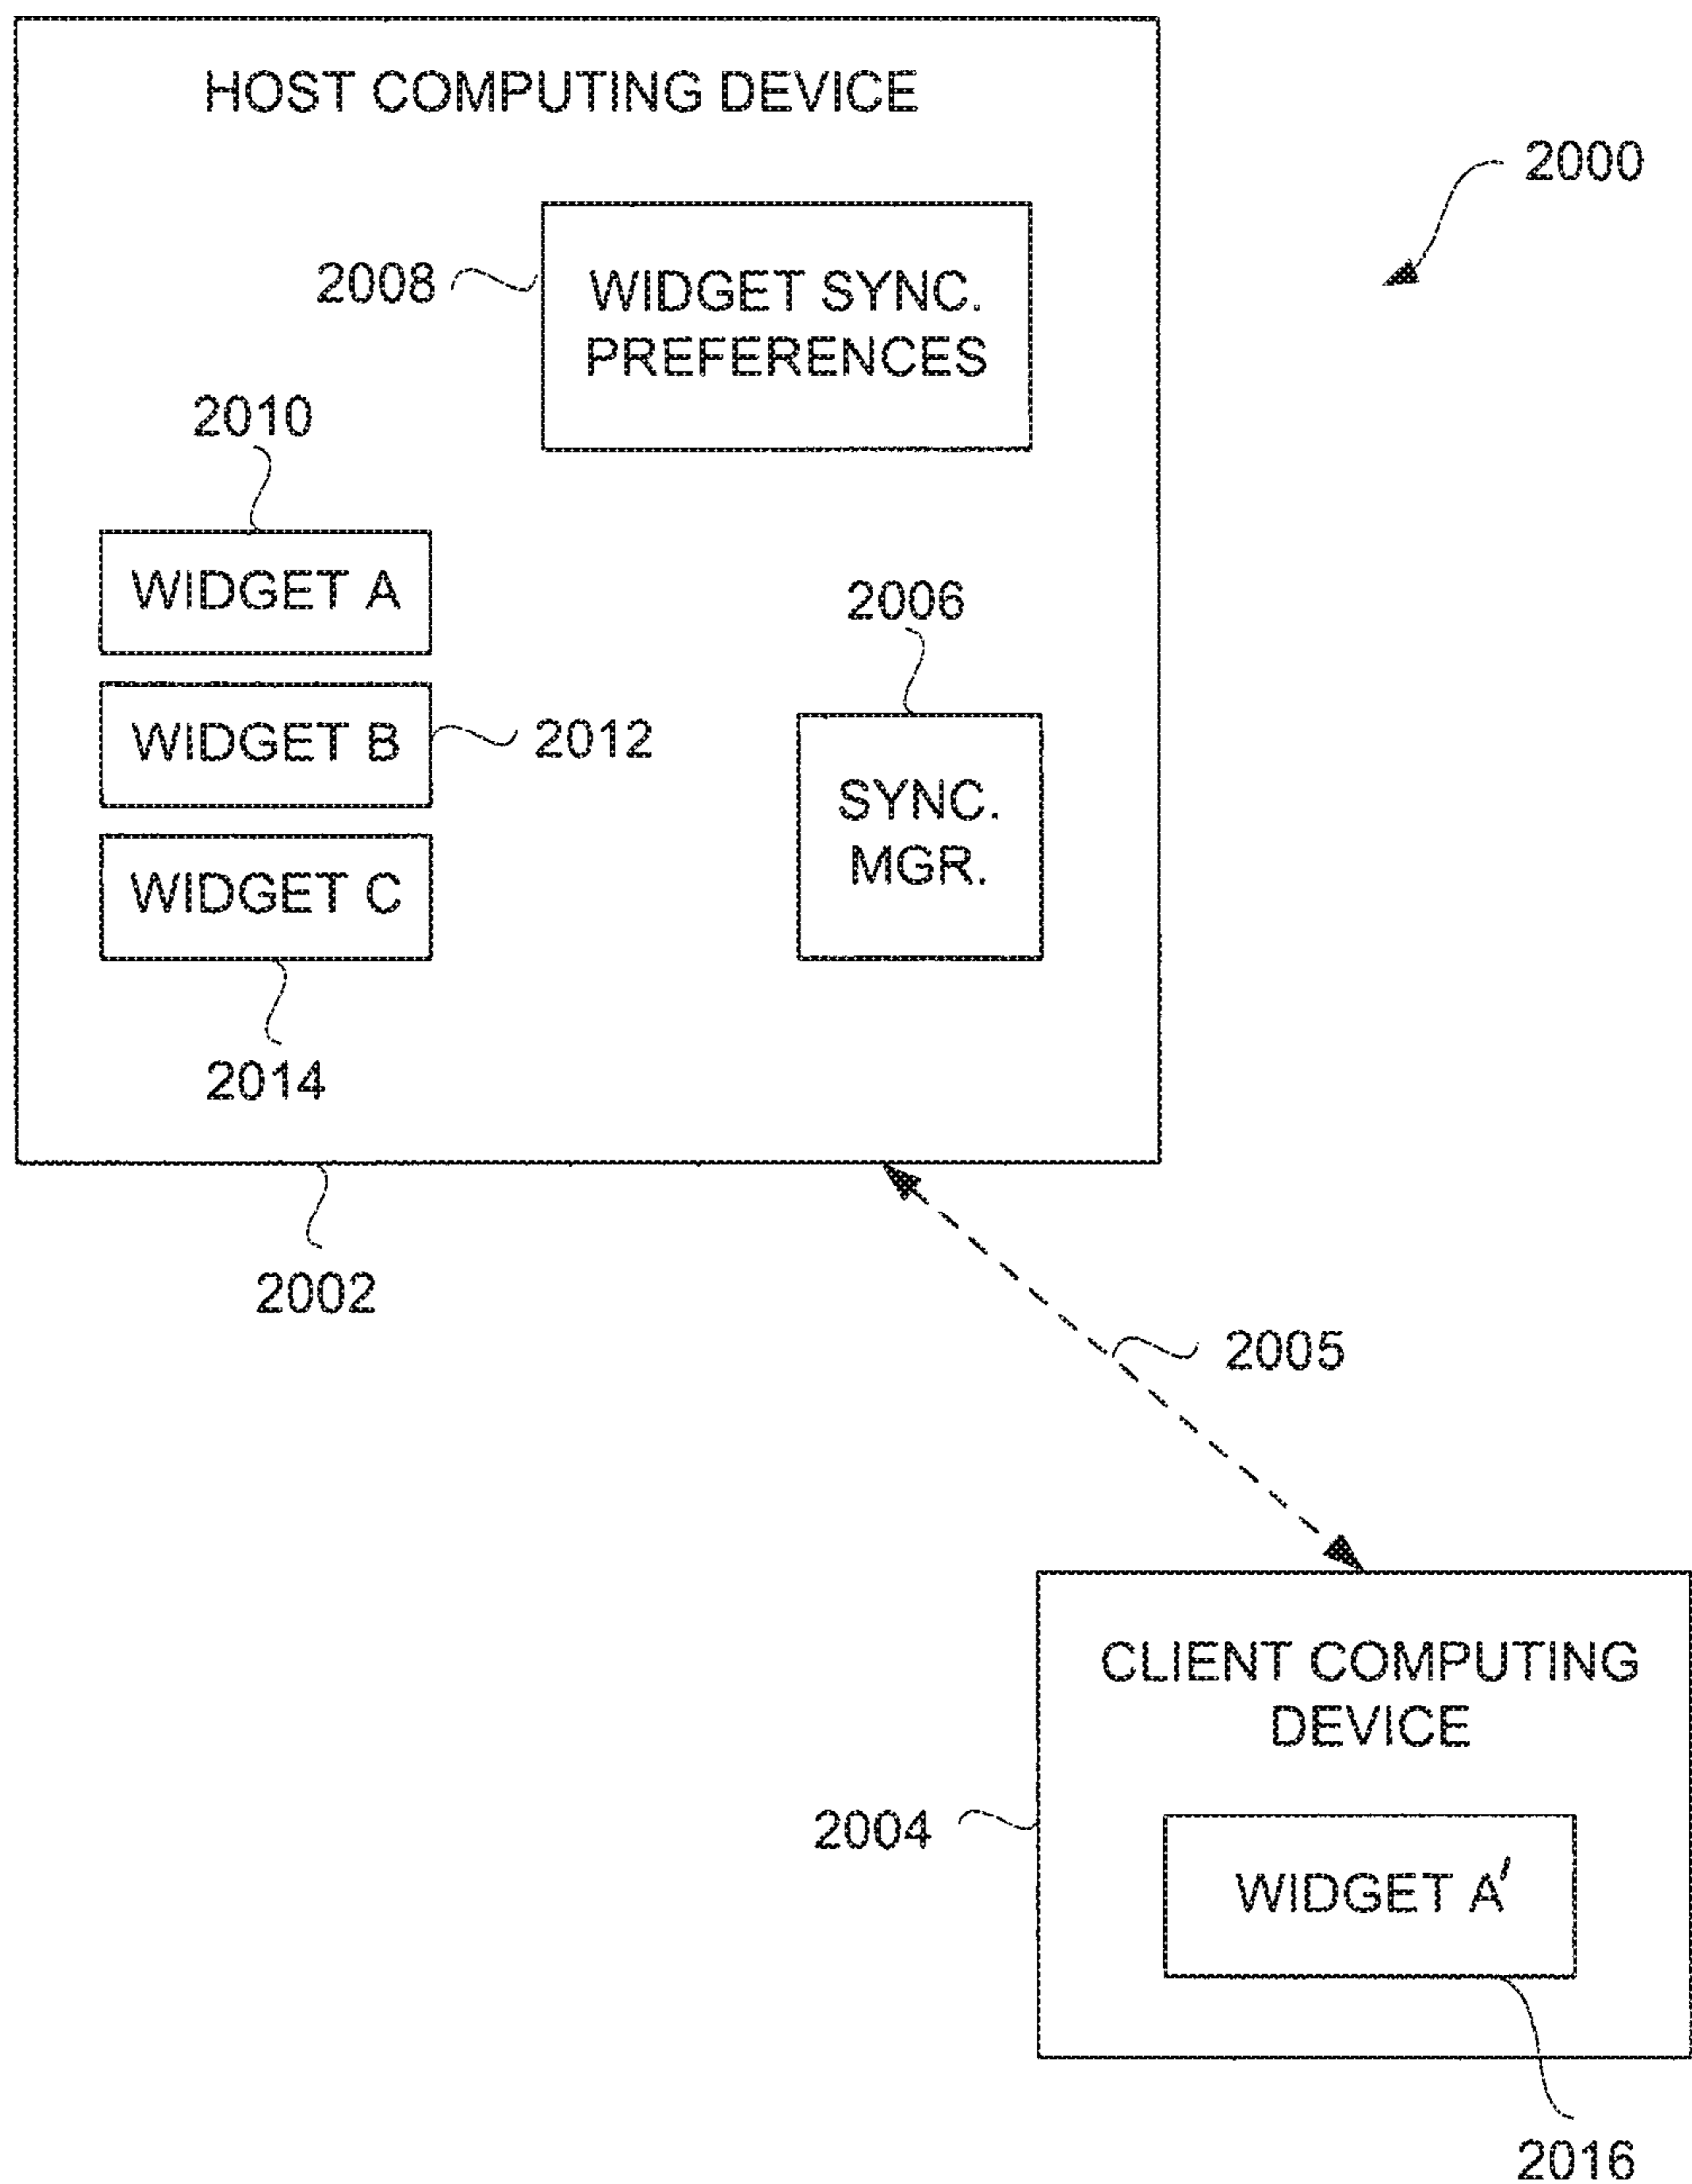 HOST COMPUTING DEVICE
2000
2008
WIDGET SYNC.
PREFERENCES
2010
WIDGET A
2006
WIDGET B
2012
SYNC.
MGR.
WIDGET C
2014
2002
2005
CLIENT COMPUTING
DEVICE
2004
WIDGET A'
2016